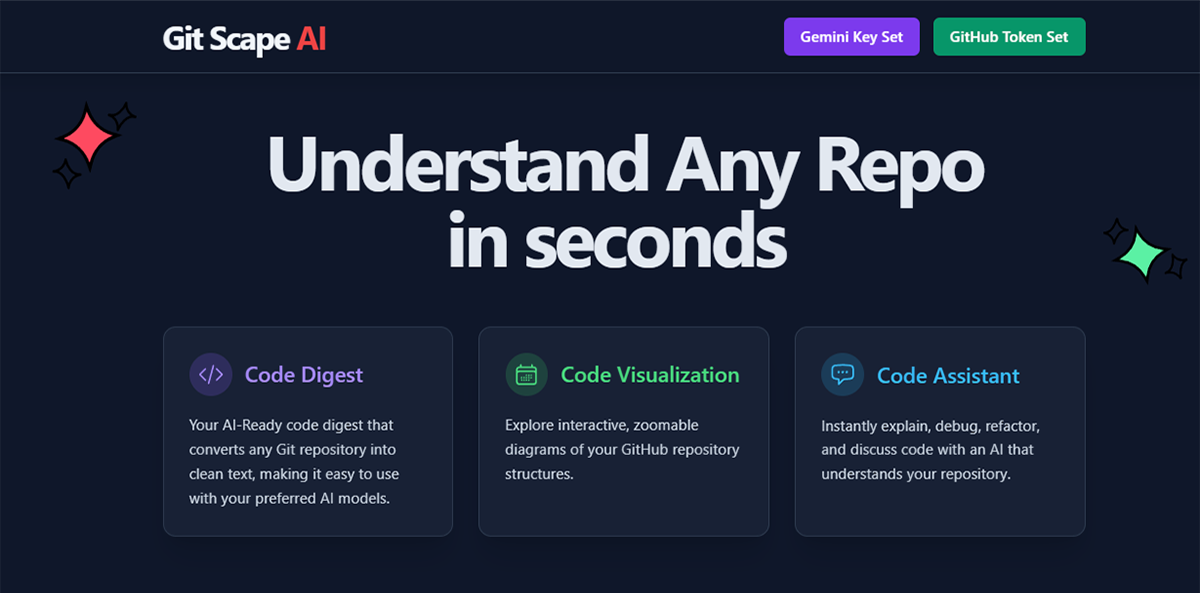 Git Scape AI
Gemini Key Set
GitHub Token Set
Understand Any Repo
in seconds
Code Digest
Your AI-Ready code digest that
converts any Git repository into
clean text, making it easy to use
with your preferred AI models.
Code Visualization
Explore interactive, zoomable
diagrams of your GitHub repository
structures.
Code Assistant
Instantly explain, debug, refactor,
and discuss code with an AI that
understands your repository.